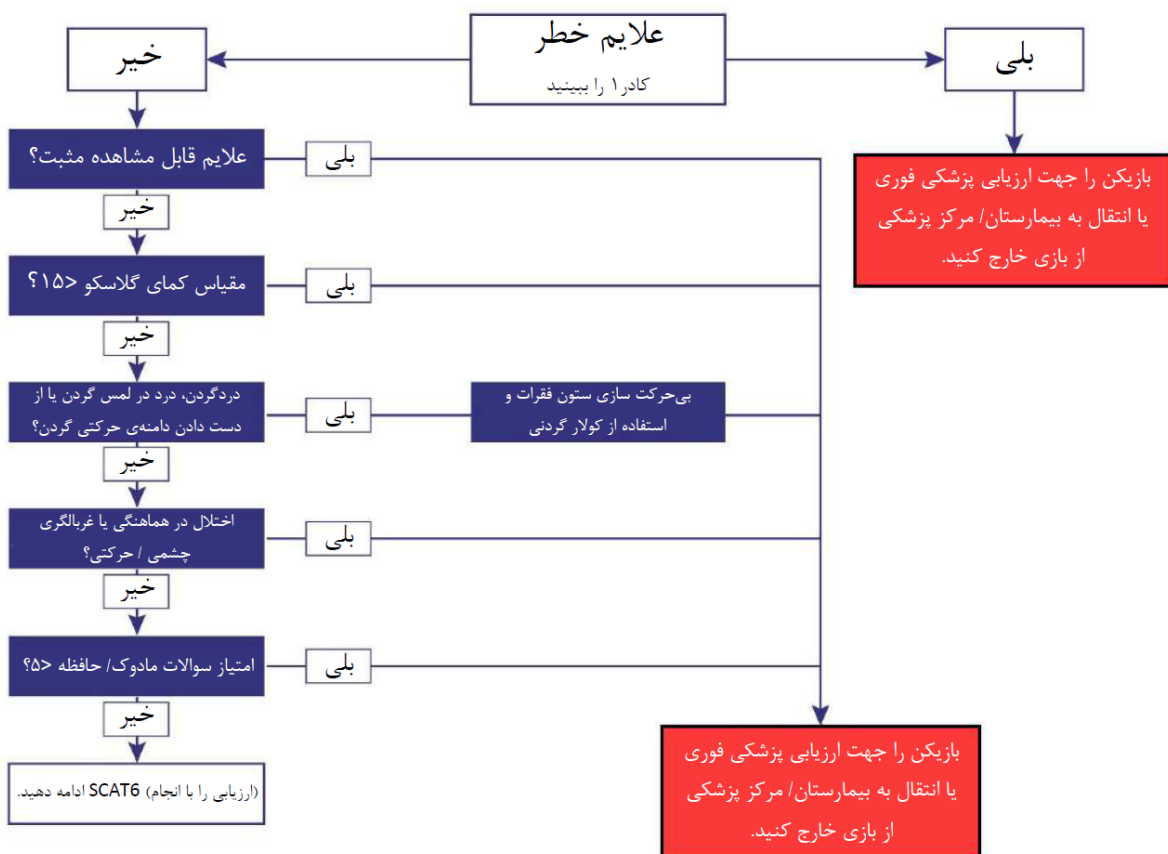 علایم خطر
کادر۱ را ببینید
بلی
خیر
بازیکن را جهت ارزیابی پزشکی فوری
یا انتقال به بیمارستان/ مرکز پزشکی
از بازی خارج کنید.
علایم قابل مشاهده مثبت؟
بلی
خیر
مقیاس کمای گلاسکو <۱۵؟
بلی
خیر
دردگردن، درد در لمس گردن یا از
دست دادن دامنه‌ی حرکتی گردن؟
بلی
بی‌حرکت سازی ستون فقرات و
استفاده از کولار گردنی
خیر
اختلال در هماهنگی یا غربالگری
چشمی / حرکتی؟
بلی
خیر
امتیاز سوالات مادوک/ حافظه <۵؟
بلی
خیر
(ارزیابی را با انجام) SCAT6 ادامه دهید.
بازیکن را جهت ارزیابی پزشکی فوری
یا انتقال به بیمارستان/ مرکز پزشکی
از بازی خارج کنید.